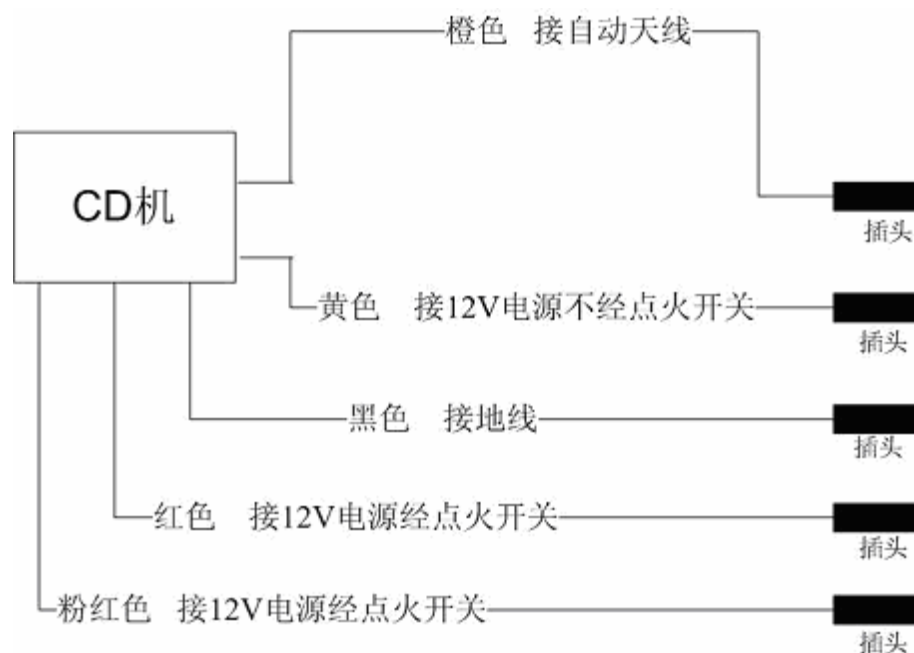 橙色 接自动天线
CD机
插头
黄色 接12V电源不经点火开关
插头
黑色 接地线
插头
红色 接12V电源经点火开关
插头
粉红色 接12V电源经点火开关
插头